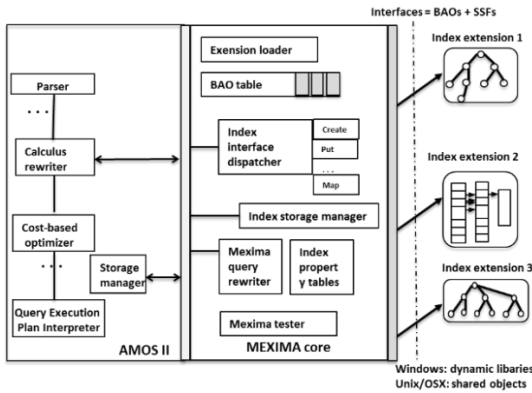 Interfaces = BAOs + SSFs
Index extension 1
Exension loader
BAO table
Parser
. . .
Calculus
rewriter
Index
interface
dispatcher
Create
Put
. . .
Map
Index extension 2
Index storage manager
Cost-based
optimizer
. . .
Storage
manager
Mexima
query
rewriter
Index
propert
y tables
Index extension 3
Query Execution
Plan Interpreter
Mexima tester
AMOS II
MEXIMA core
Windows: dynamic libaries
Unix/OSX: shared objects